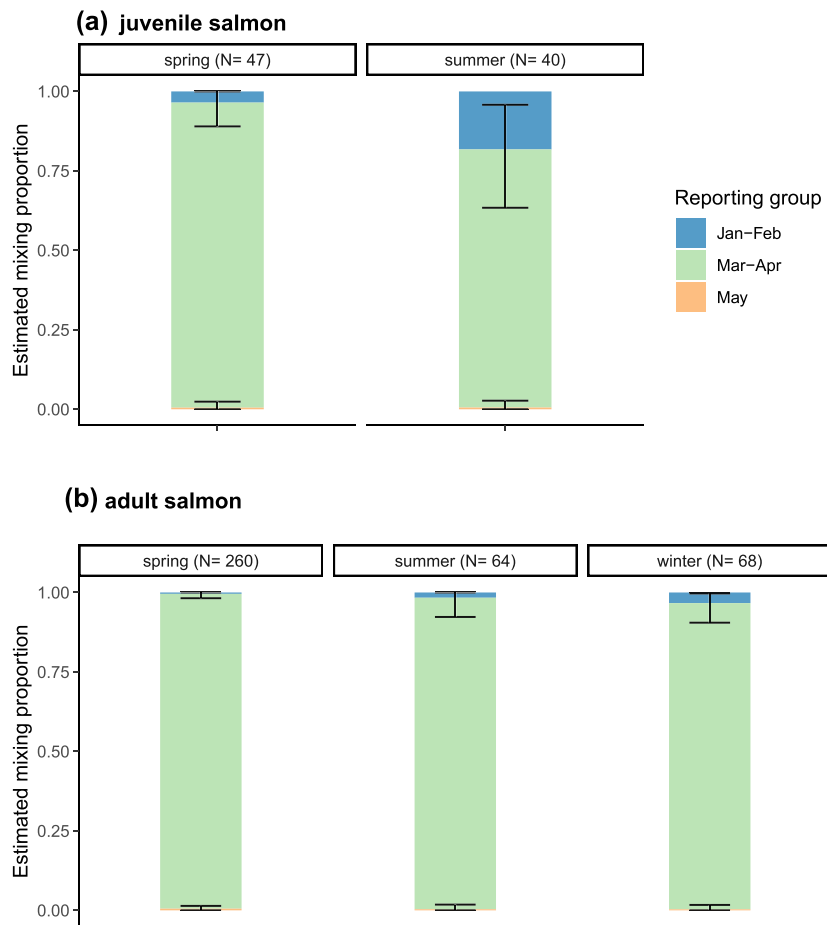 (a) juvenile salmon
spring (N= 47)
summer (N= 40)
1.00
0.75
0.50
0.25
0.00
Estimated mixing proportion
Reporting group
Jan−Feb
Mar−Apr
May
(b) adult salmon
spring (N= 260)
summer (N= 64)
winter (N= 68)
1.00
0.75
0.50
0.25
0.00
Estimated mixing proportion